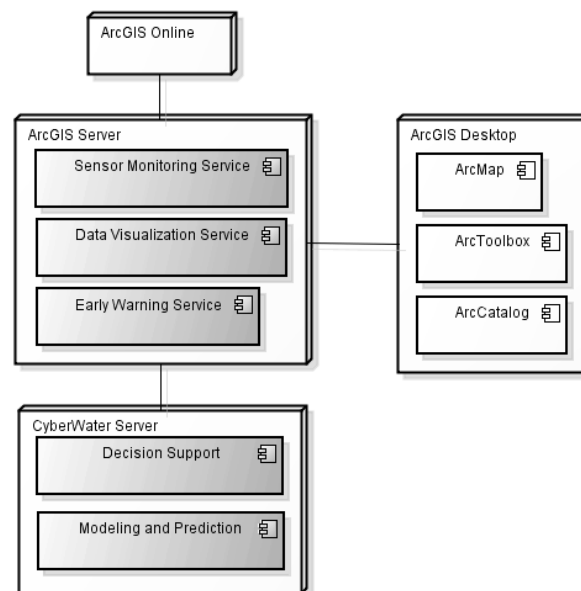 ArcGIS Online
ArcGIS Server
Sensor Monitoring Service
Data Visualization Service
Early Warning Service
ArcGIS Desktop
ArcMap
ArcToolbox
ArcCatalog
CyberWater Server
Decision Support
Modeling and Prediction